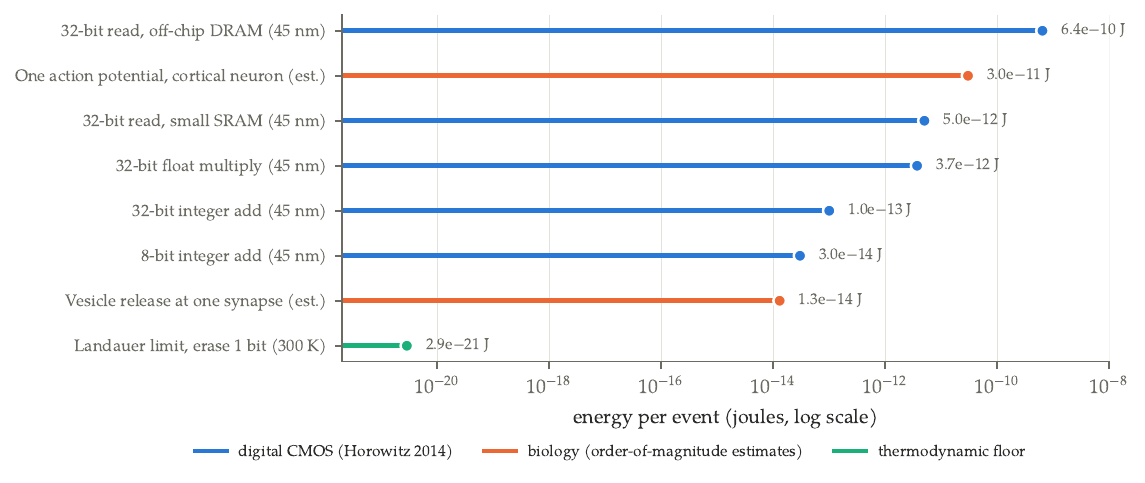 32-bit read, off-chip DRAM (45 nm) 6.4e−10 J
One action potential, cortical neuron (est.) 3.0e−11 J
32-bit read, small SRAM (45 nm) 5.0e−12 J
32-bit float multiply (45 nm) 3.7e−12 J
32-bit integer add (45 nm) 1.0e−13 J
8-bit integer add (45 nm) 3.0e−14 J
Vesicle release at one synapse (est.) 1.3e−14 J
Landauer limit, erase 1 bit (300 K) 2.9e−21 J
10⁻²⁰ 10⁻¹⁸ 10⁻¹⁶ 10⁻¹⁴ 10⁻¹² 10⁻¹⁰ 10⁻⁸
energy per event (joules, log scale)
digital CMOS (Horowitz 2014) biology (order-of-magnitude estimates) thermodynamic floor